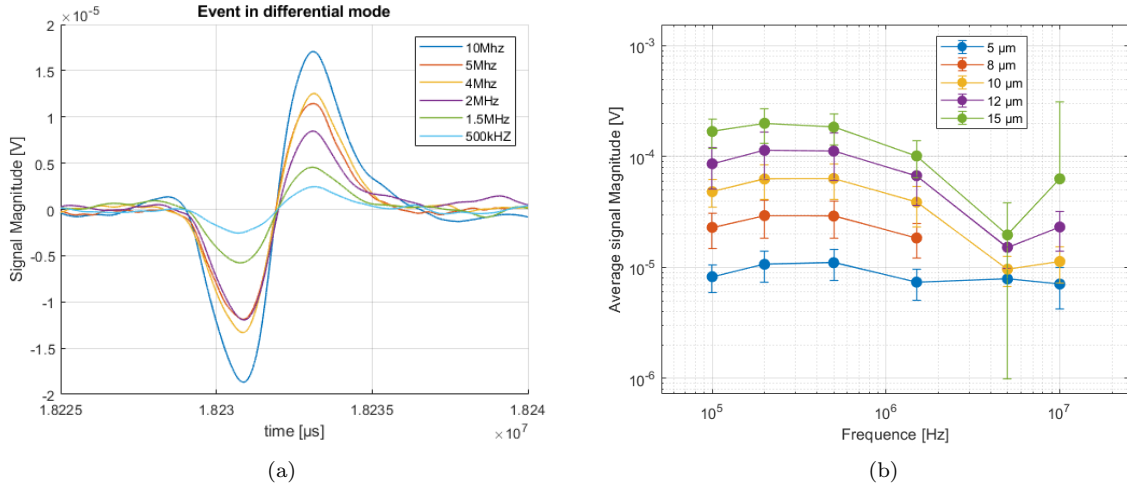 Event in differential mode
×10⁻⁵
2
1.5
1
0.5
0
-0.5
-1
-1.5
-2
Signal Magnitude [V]
10Mhz
5Mhz
4Mhz
2MHz
1.5MHz
500kHZ
1.8225
1.823
1.8235
1.824
×10⁷
time [µs]
(a)
10⁻³
10⁻⁴
10⁻⁵
10⁻⁶
Average signal Magnitude [V]
5 µm
8 µm
10 µm
12 µm
15 µm
10⁵
10⁶
10⁷
Frequence [Hz]
(b)